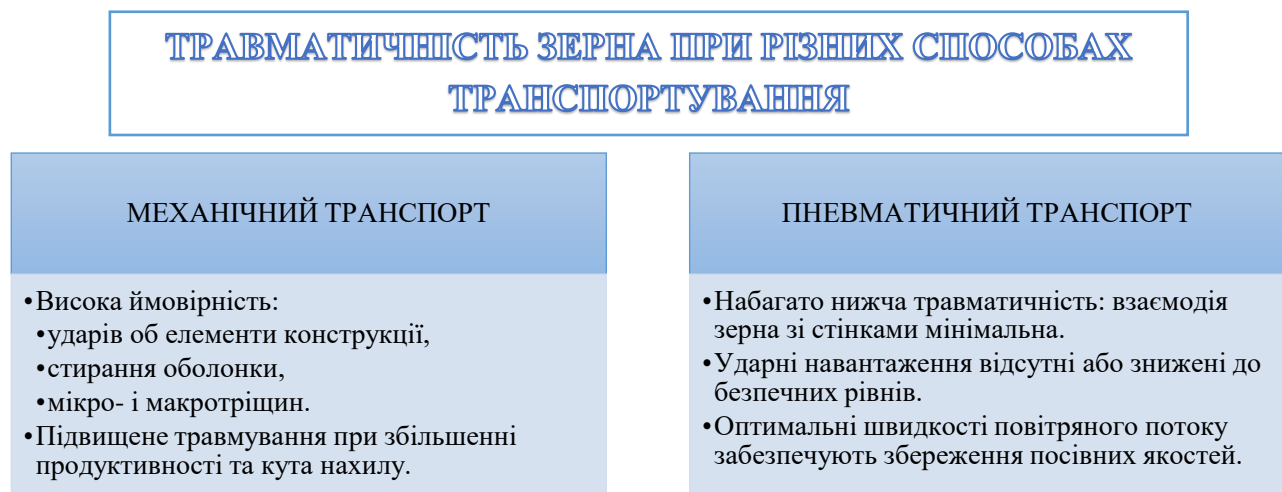 ТРАВМАТИЧНІСТЬ ЗЕРНА ПРИ РІЗНИХ СПОСОБАХ
ТРАНСПОРТУВАННЯ
МЕХАНІЧНИЙ ТРАНСПОРТ
•Висока ймовірність:
•ударів об елементи конструкції,
•стирання оболонки,
•мікро- і макротріщин.
•Підвищене травмування при збільшенні
продуктивності та кута нахилу.
ПНЕВМАТИЧНИЙ ТРАНСПОРТ
•Набагато нижча травматичність: взаємодія
зерна зі стінками мінімальна.
•Ударні навантаження відсутні або знижені до
безпечних рівнів.
•Оптимальні швидкості повітряного потоку
забезпечують збереження посівних якостей.